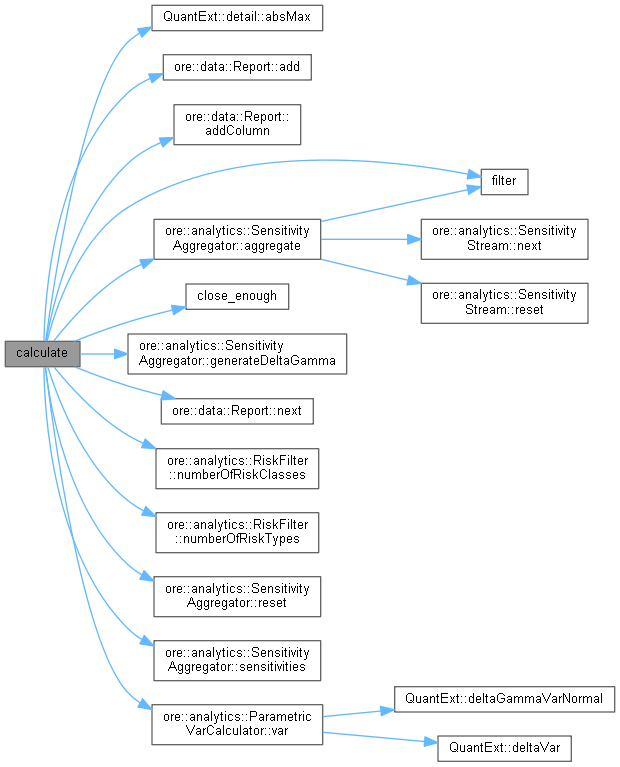 QuantExt::detail::absMax
ore::data::Report::add
ore::data::Report::
addColumn
filter
ore::analytics::Sensitivity
Aggregator::aggregate
ore::analytics::Sensitivity
Stream::next
close_enough
ore::analytics::Sensitivity
Stream::reset
calculate
ore::analytics::Sensitivity
Aggregator::generateDeltaGamma
ore::data::Report::next
ore::analytics::RiskFilter
::numberOfRiskClasses
ore::analytics::RiskFilter
::numberOfRiskTypes
ore::analytics::Sensitivity
Aggregator::reset
ore::analytics::Sensitivity
Aggregator::sensitivities
ore::analytics::Parametric
VarCalculator::var
QuantExt::deltaGammaVarNormal
QuantExt::deltaVar